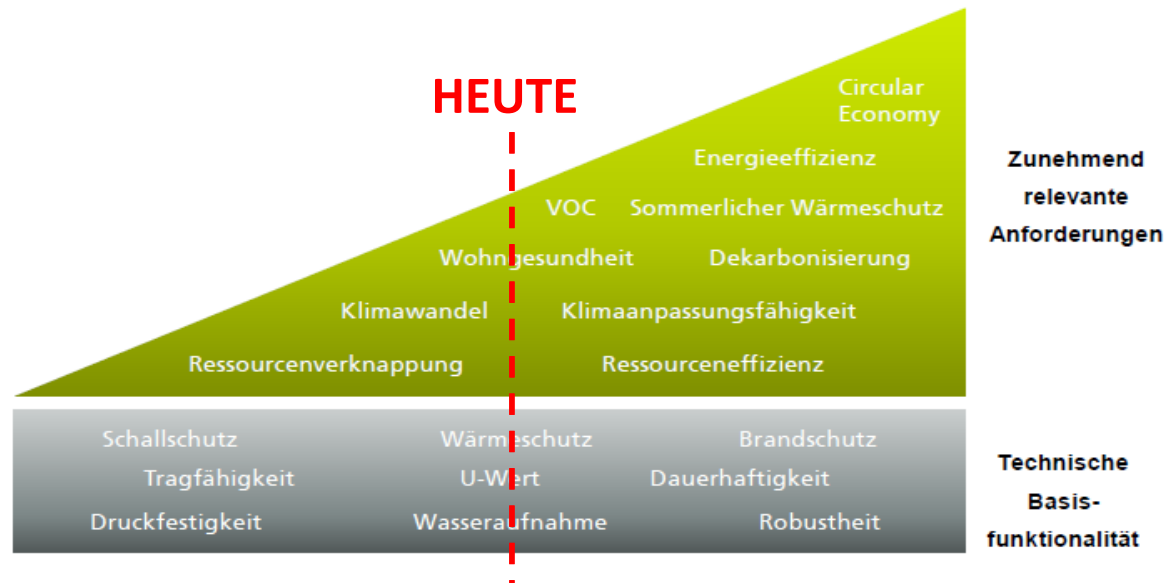 HEUTE
Circular
Economy
Energieeffizienz
VOC Sommerlicher Wärmeschutz
Wohngesundheit Dekarbonisierung
Klimawandel Klimaanpassungsfähigkeit
Ressourcenverknappung Ressourceneffizienz
Zunehmend
relevante
Anforderungen
Schallschutz Wärmeschutz Brandschutz
Tragfähigkeit U-Wert Dauerhaftigkeit
Druckfestigkeit Wasseraufnahme Robustheit
Technische
Basis-
funktionalität